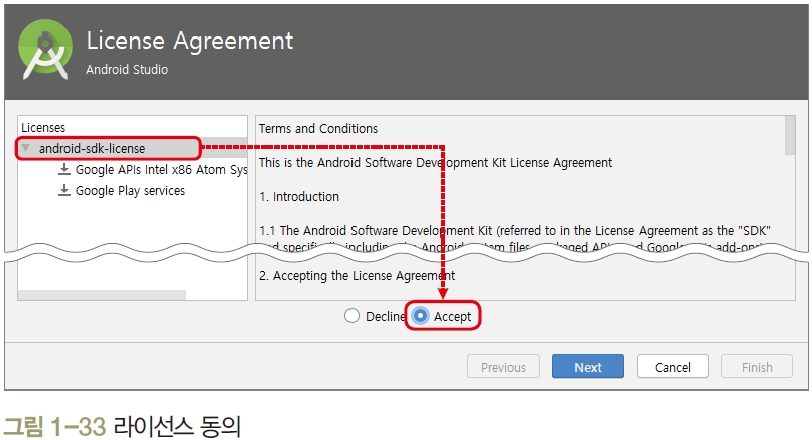 License Agreement
Android Studio
Licenses
android-sdk-license
Google APIs Intel x86 Atom Sys
Google Play services
Terms and Conditions
This is the Android Software Development Kit License Agreement
1. Introduction
1.1 The Android Software Development Kit (referred to in the License Agreement as the "SDK"
2. Accepting the License Agreement
Decline
Accept
Previous
Next
Cancel
Finish
그림 1-33 라이선스 동의